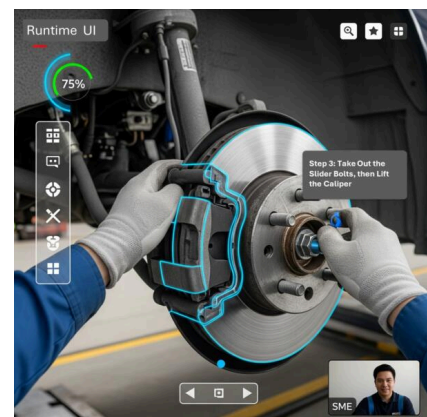 Runtime UI
75%
Step 3: Take Out the
Slider Bolts, then Lift
the Caliper
SME